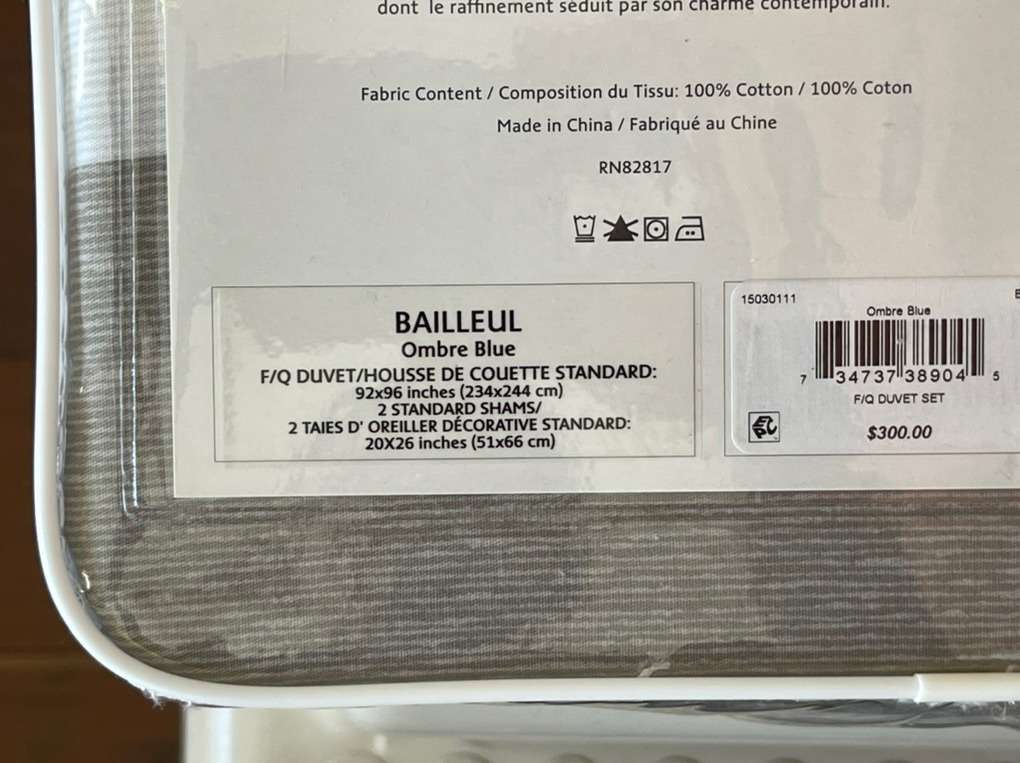 dont le raffinement séduit par son charme contemporain.
Fabric Content / Composition du Tissu: 100% Cotton / 100% Coton
Made in China / Fabriqué au Chine
RN82817
BAILLEUL
Ombre Blue
F/Q DUVET/HOUSSE DE COUETTE STANDARD:
92x96 inches (234x244 cm)
2 STANDARD SHAMS/
2 TAIES D' OREILLER DÉCORATIVE STANDARD:
20X26 inches (51x66 cm)
15030111
Ombre Blue
7 34737 38904 5
F/Q DUVET SET
$300.00